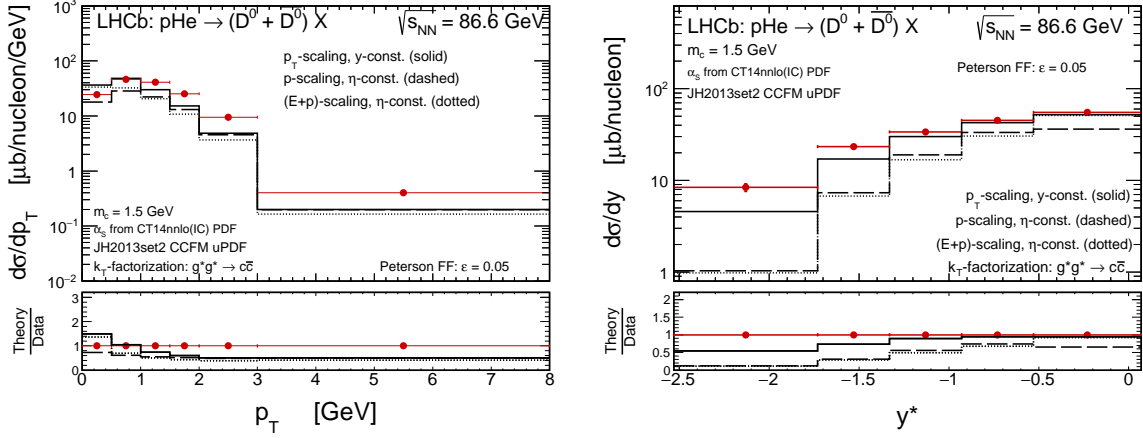 LHCb: pHe → (D⁰ + D̅⁰) X √s_NN = 86.6 GeV
p_T-scaling, y-const. (solid)
p-scaling, η-const. (dashed)
(E+p)-scaling, η-const. (dotted)
m_c = 1.5 GeV
α_S from CT14nnlo(IC) PDF
JH2013set2 CCFM uPDF
k_T-factorization: g*g* → cc̅
Peterson FF: ε = 0.05
dσ/dp_T [μb/nucleon/GeV]
10³
10²
10
1
10⁻¹
10⁻²
Theory
Data
3
2
1
0
0 1 2 3 4 5 6 7 8
p_T [GeV]
LHCb: pHe → (D⁰ + D̅⁰) X √s_NN = 86.6 GeV
m_c = 1.5 GeV
α_S from CT14nnlo(IC) PDF
JH2013set2 CCFM uPDF
Peterson FF: ε = 0.05
p_T-scaling, y-const. (solid)
p-scaling, η-const. (dashed)
(E+p)-scaling, η-const. (dotted)
k_T-factorization: g*g* → cc̅
dσ/dy [μb/nucleon]
10²
10
1
Theory
Data
2
1.5
1
0.5
0
−2.5 −2 −1.5 −1 −0.5 0
y*